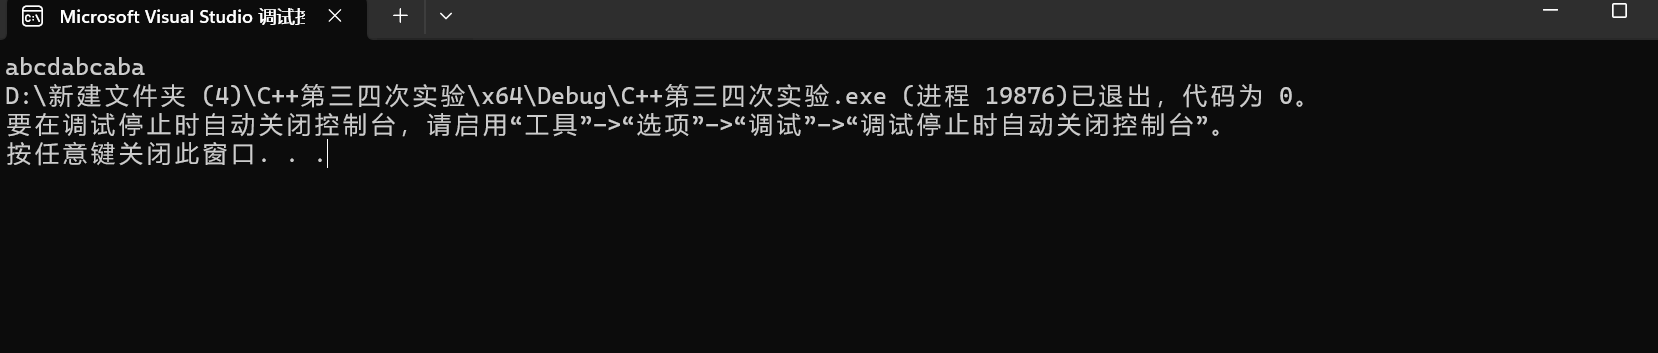 Microsoft Visual Studio 调试
abcdabcaba
D:\新建文件夹 (4)\C++第三四次实验\x64\Debug\C++第三四次实验.exe (进程 19876)已退出，代码为 0。
要在调试停止时自动关闭控制台，请启用“工具”->“选项”->“调试”->“调试停止时自动关闭控制台”。
按任意键关闭此窗口. . .